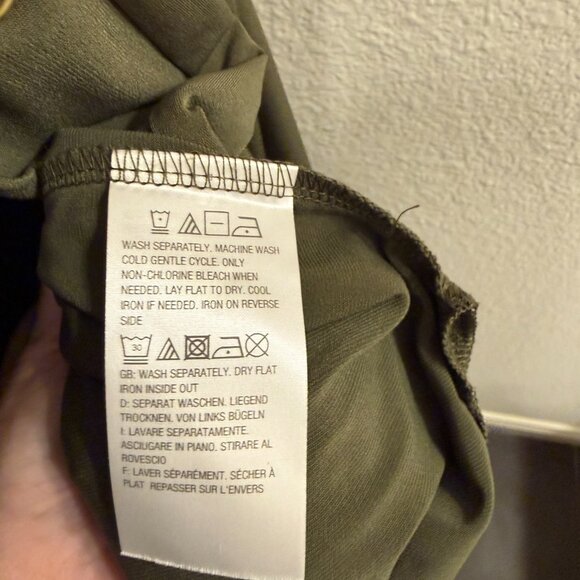 WASH SEPARATELY. MACHINE WASH
COLD GENTLE CYCLE. ONLY
NON-CHLORINE BLEACH WHEN
NEEDED. LAY FLAT TO DRY. COOL
IRON IF NEEDED. IRON ON REVERSE
SIDE
30
GB: WASH SEPARATELY. DRY FLAT
IRON INSIDE OUT
D: SEPARAT WASCHEN. LIEGEND
TROCKNEN. VON LINKS BÜGELN
I: LAVARE SEPARATAMENTE.
ASCIUGARE IN PIANO. STIRARE AL
ROVESCIO
F: LAVER SÉPARÉMENT. SÉCHER À
PLAT REPASSER SUR L'ENVERS